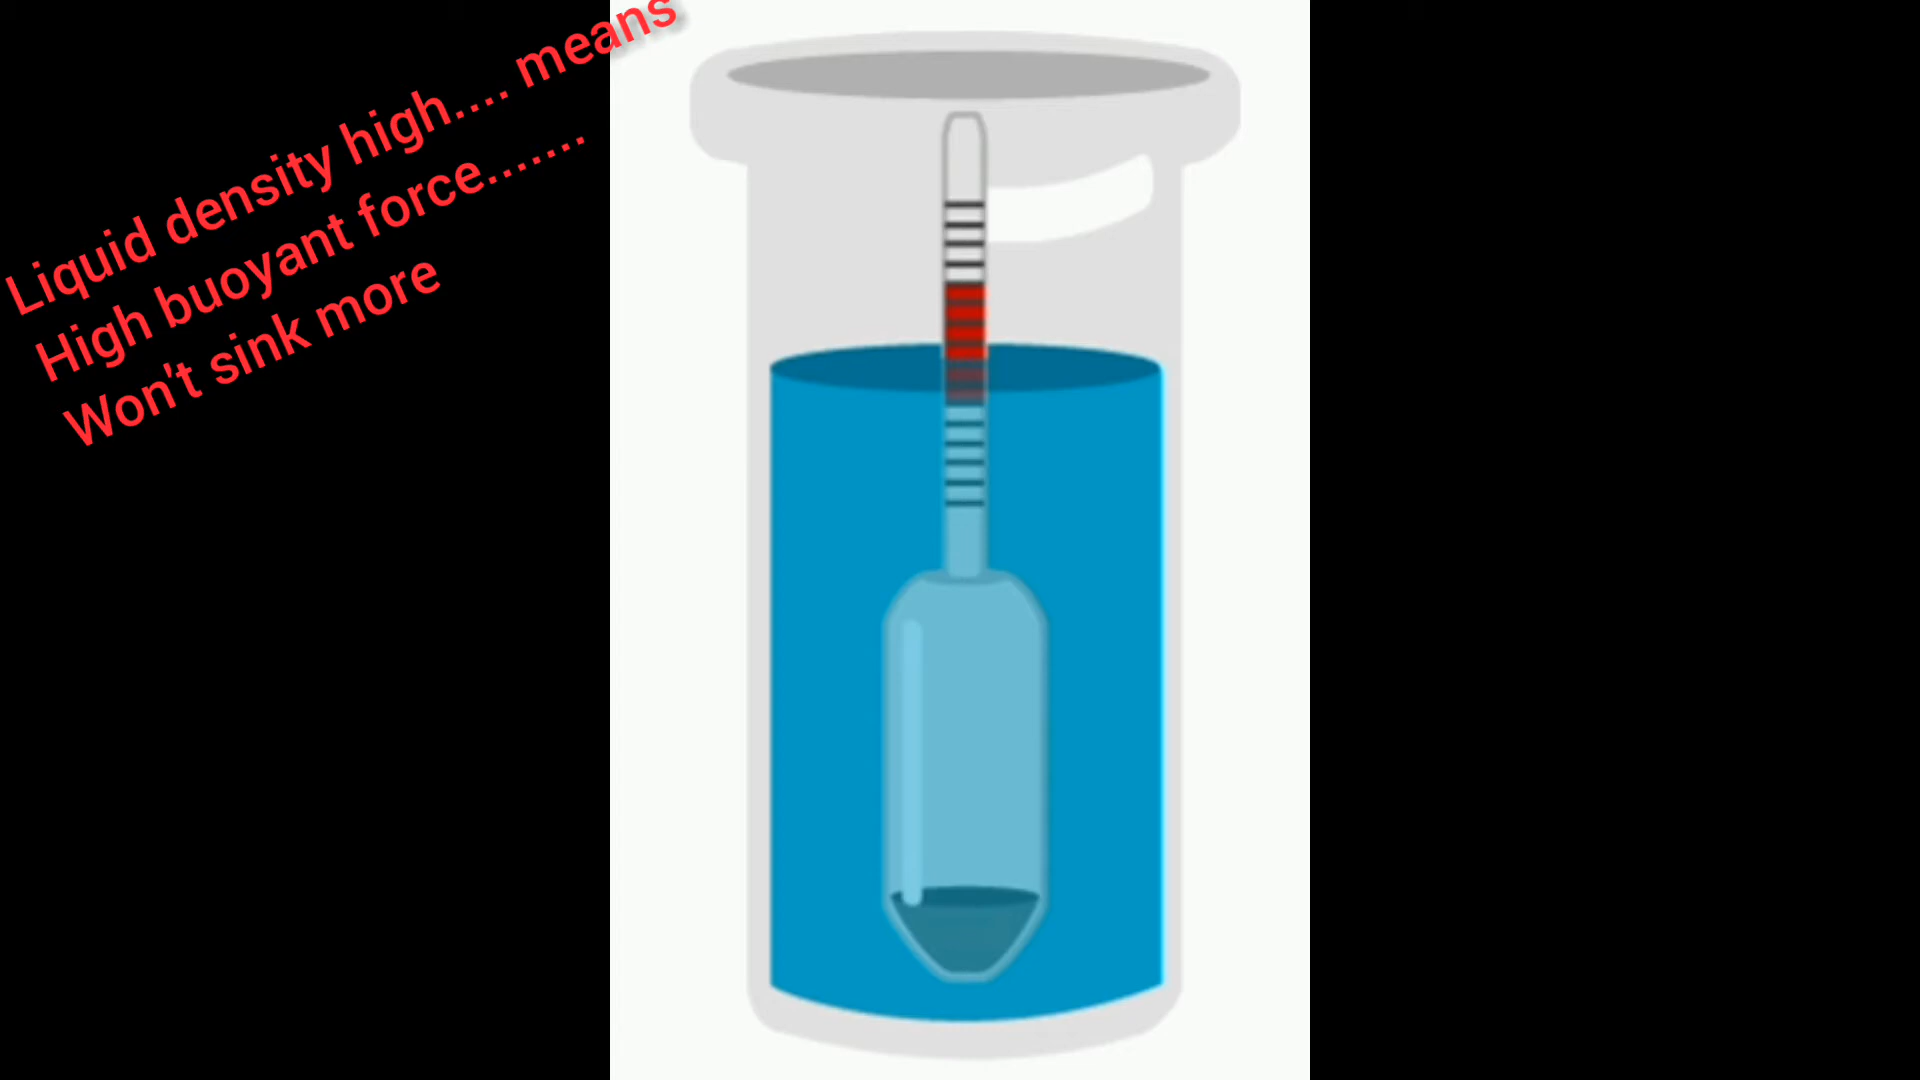 Liquid density high.... means
High buoyant force.......
Won't sink more